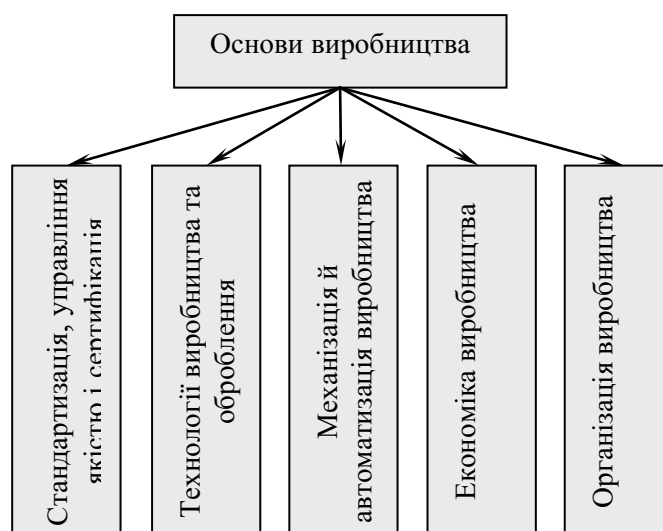 Основи виробництва
Стандартизація, управління
якістю і сертифікація
Технології виробництва та
оброблення
Механізація й
автоматизація виробництва
Економіка виробництва
Організація виробництва